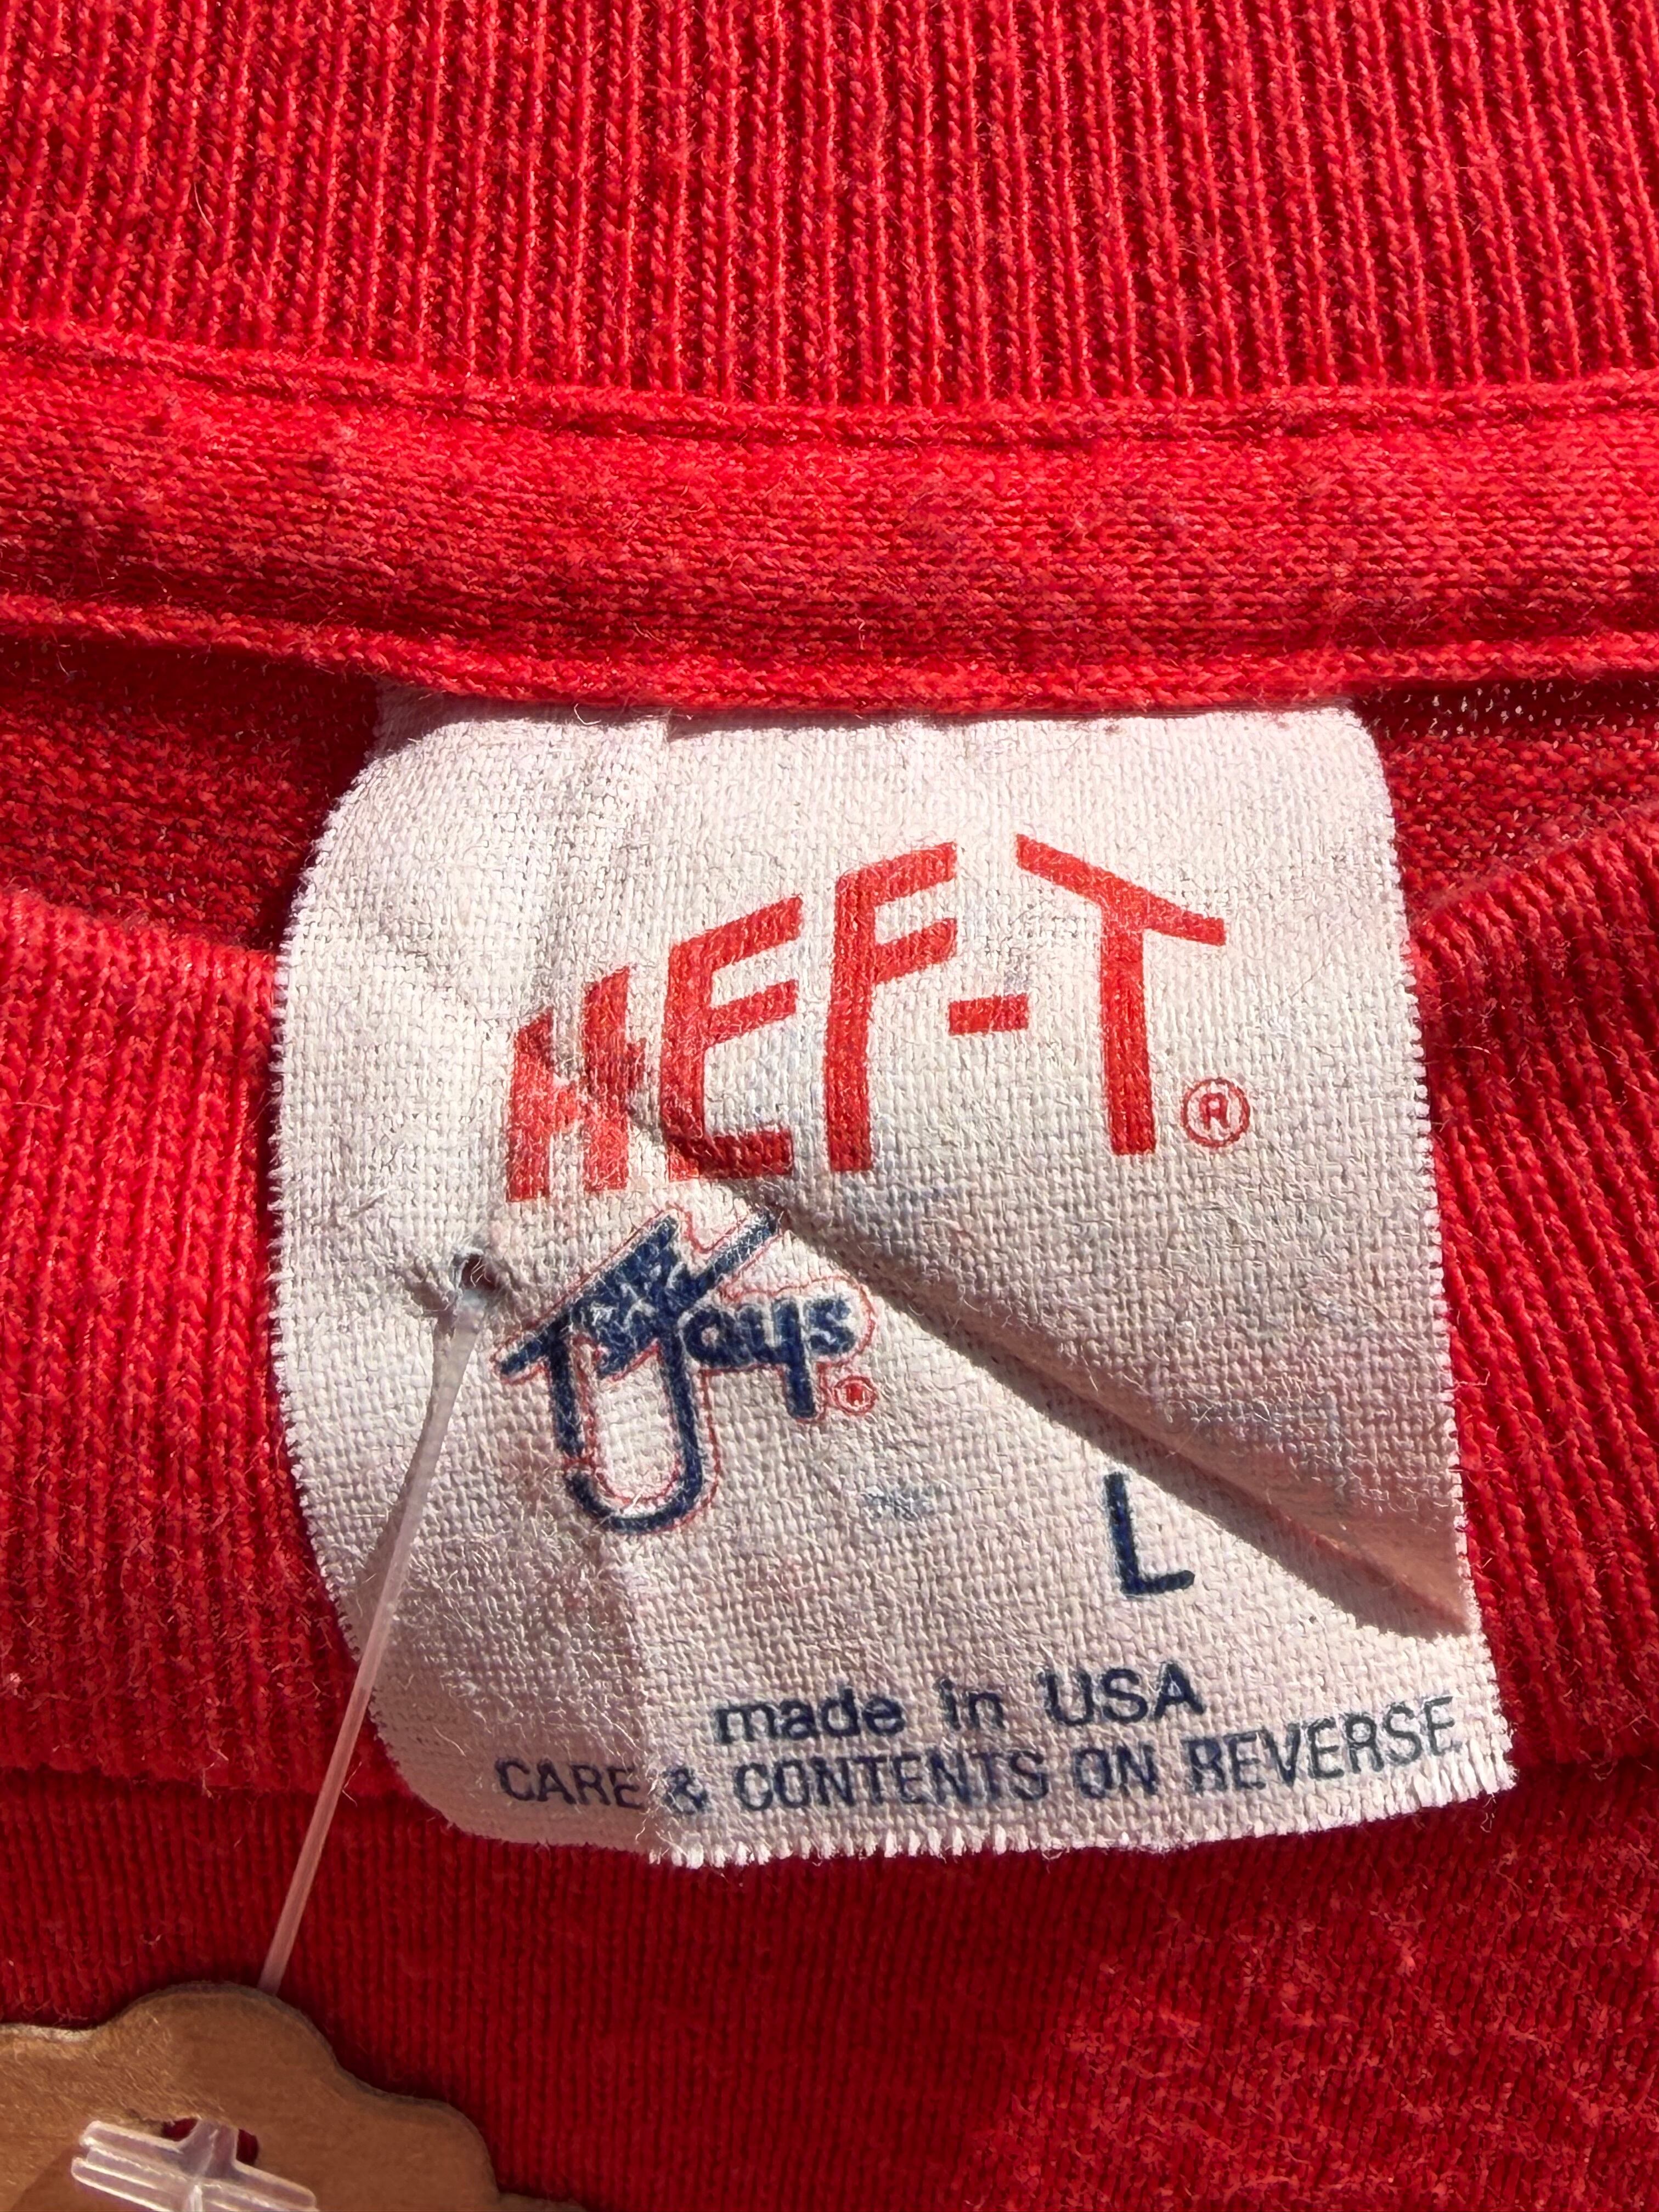 HEF-T®
Jays®
L
made in USA
CARE & CONTENTS ON REVERSE